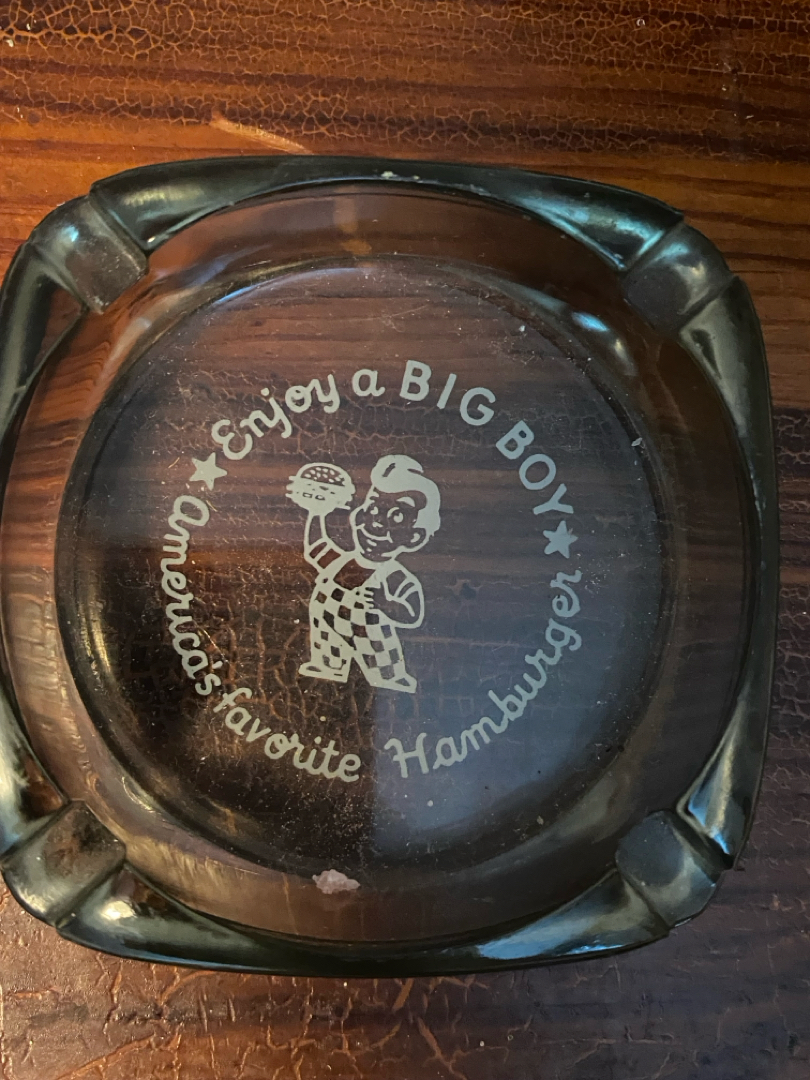 ★ Enjoy a BIG BOY ★
america's favorite Hamburger